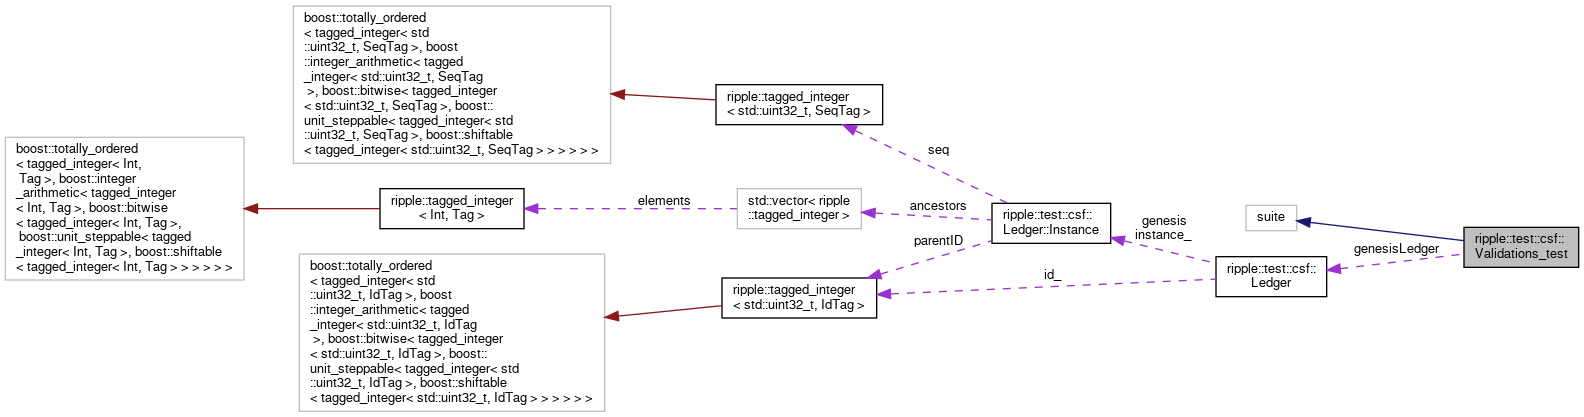 boost::totally_ordered
< tagged_integer< std
::uint32_t, SeqTag >, boost
::integer_arithmetic< tagged
_integer< std::uint32_t, SeqTag
 >, boost::bitwise< tagged_integer
< std::uint32_t, SeqTag >, boost::
unit_steppable< tagged_integer< std
::uint32_t, SeqTag >, boost::shiftable
< tagged_integer< std::uint32_t, SeqTag > > > > > >
ripple::tagged_integer
< std::uint32_t, SeqTag >
seq
boost::totally_ordered
< tagged_integer< Int,
 Tag >, boost::integer
_arithmetic< tagged_integer
< Int, Tag >, boost::bitwise
< tagged_integer< Int, Tag >,
 boost::unit_steppable< tagged
_integer< Int, Tag >, boost::shiftable
< tagged_integer< Int, Tag > > > > > >
ripple::tagged_integer
< Int, Tag >
elements
std::vector< ripple
::tagged_integer >
ancestors
ripple::test::csf::
Ledger::Instance
parentID
genesis
instance_
suite
ripple::test::csf::
Validations_test
genesisLedger
ripple::test::csf::
Ledger
id_
boost::totally_ordered
< tagged_integer< std
::uint32_t, IdTag >, boost
::integer_arithmetic< tagged
_integer< std::uint32_t, IdTag
 >, boost::bitwise< tagged_integer
< std::uint32_t, IdTag >, boost::
unit_steppable< tagged_integer< std
::uint32_t, IdTag >, boost::shiftable
< tagged_integer< std::uint32_t, IdTag > > > > > >
ripple::tagged_integer
< std::uint32_t, IdTag >